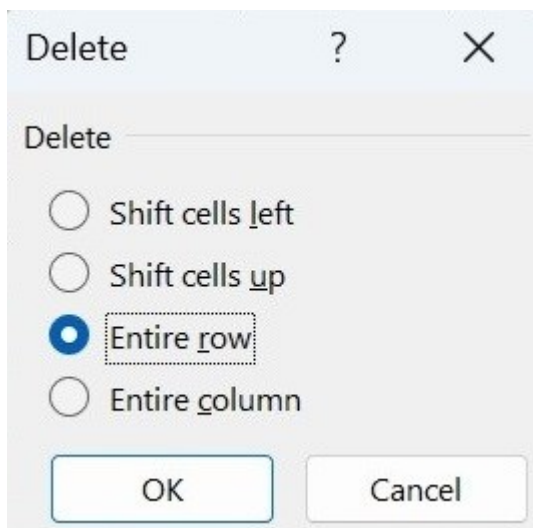 Delete ?
Delete
Shift cells left
Shift cells up
Entire row
Entire column
OK Cancel